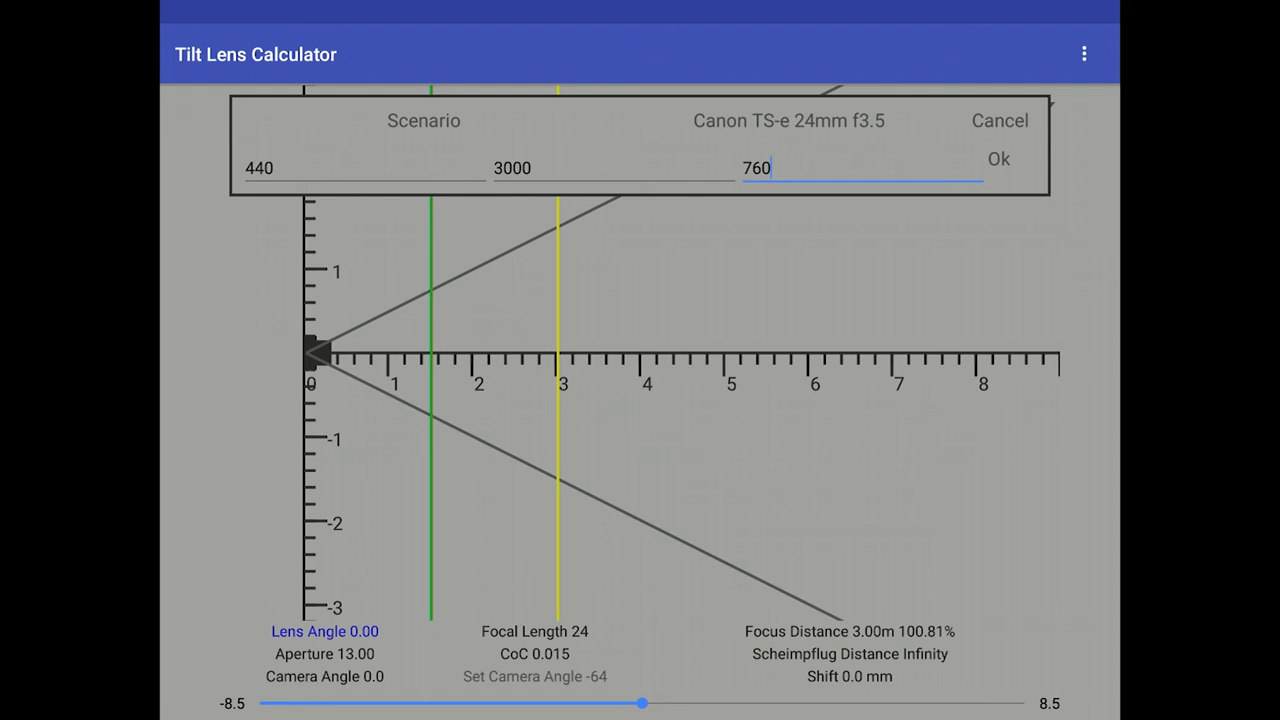 Tilt Lens Calculator
Scenario Canon TS-e 24mm f3.5 Cancel
440 3000 760 Ok
1
0 1 2 3 4 5 6 7 8
-1
-2
-3
Lens Angle 0.00 Focal Length 24 Focus Distance 3.00m 100.81%
Aperture 13.00 CoC 0.015 Scheimpflug Distance Infinity
Camera Angle 0.0 Set Camera Angle -64 Shift 0.0 mm
-8.5 8.5